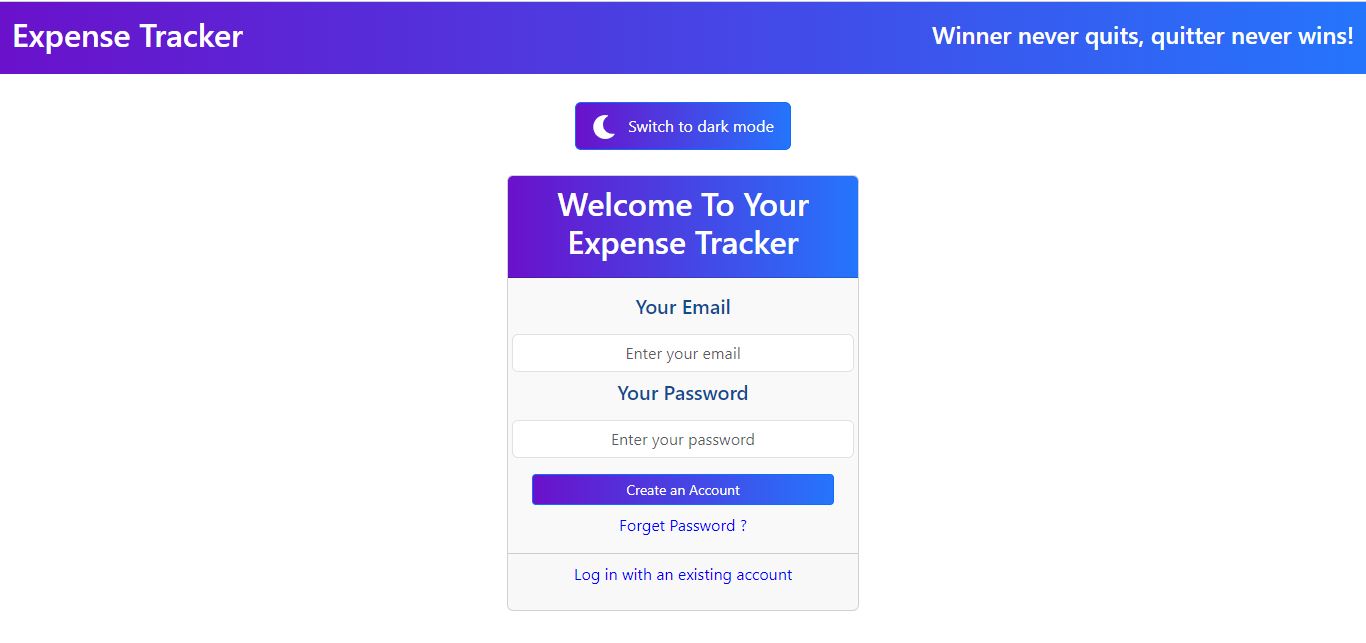 Expense Tracker
Winner never quits, quitter never wins!
Switch to dark mode
Welcome To Your
Expense Tracker
Your Email
Enter your email
Your Password
Enter your password
Create an Account
Forget Password ?
Log in with an existing account